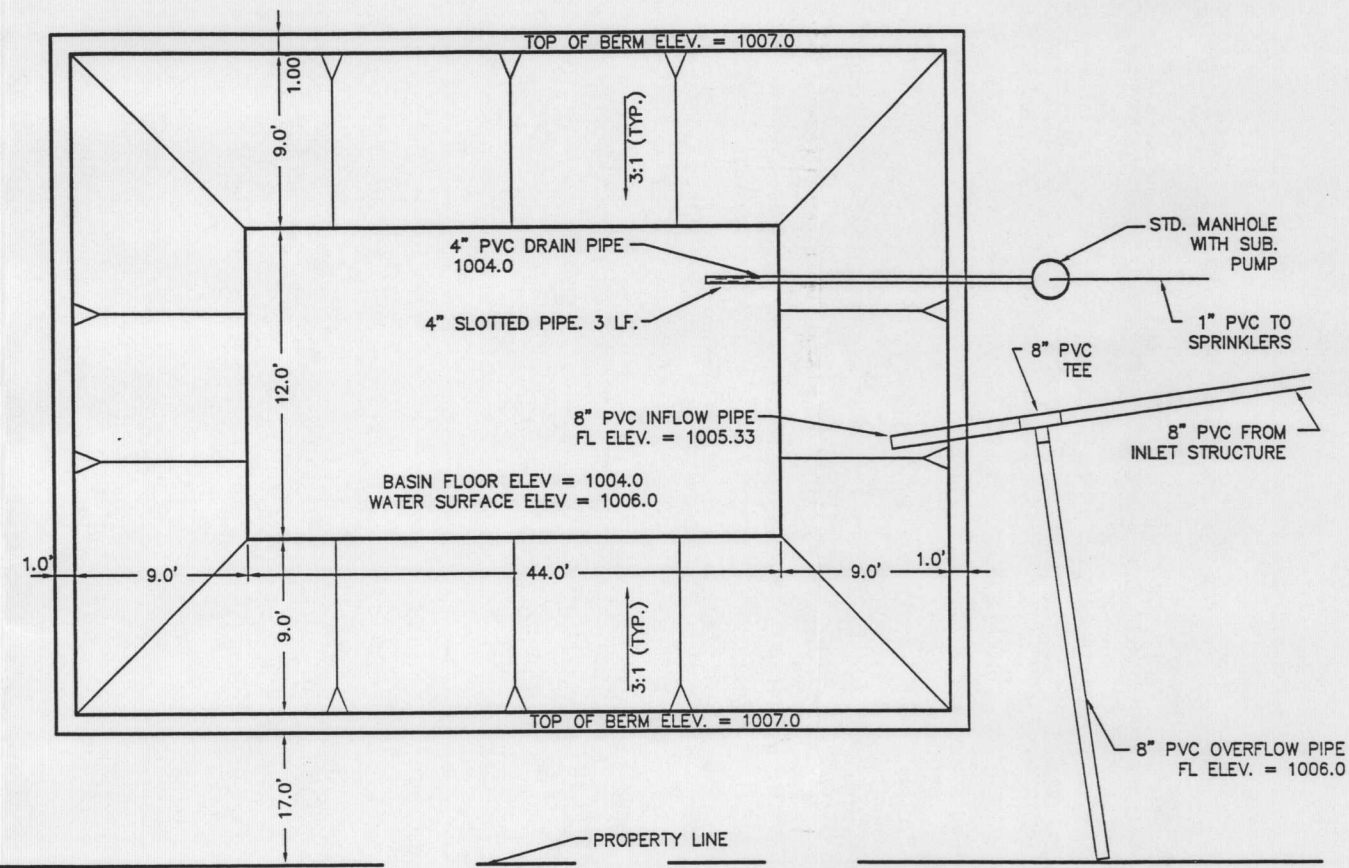 TOP OF BERM ELEV. = 1007.0
1.00'
9.0'
3:1 (TYP.)
4" PVC DRAIN PIPE
1004.0
STD. MANHOLE
WITH SUB.
PUMP
4" SLOTTED PIPE. 3 LF.
1" PVC TO
SPRINKLERS
12.0'
8" PVC
TEE
8" PVC INFLOW PIPE
FL ELEV. = 1005.33
8" PVC FROM
INLET STRUCTURE
BASIN FLOOR ELEV = 1004.0
WATER SURFACE ELEV = 1006.0
1.0'
9.0'
44.0'
9.0'
1.0'
9.0'
3:1 (TYP.)
TOP OF BERM ELEV. = 1007.0
8" PVC OVERFLOW PIPE
FL ELEV. = 1006.0
17.0'
PROPERTY LINE